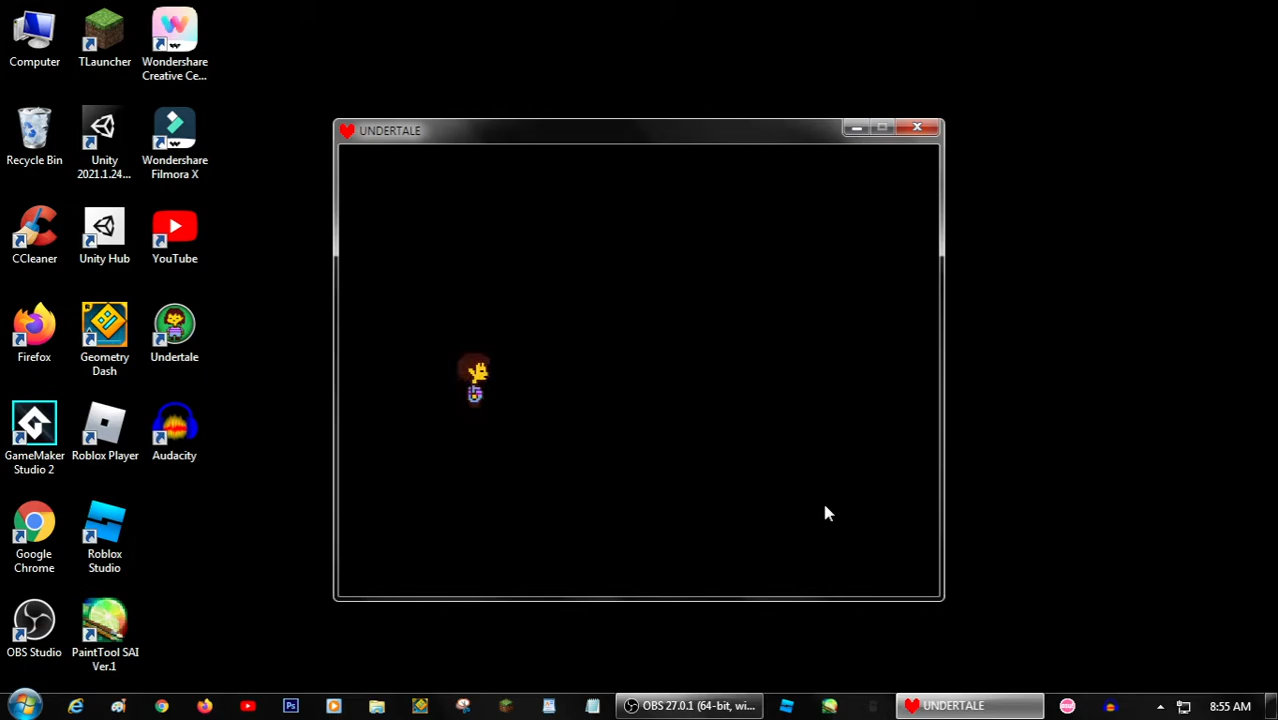 Computer
TLauncher
Wondershare
Creative Ce...
Recycle Bin
Unity
2021.1.24...
Wondershare
Filmora X
CCleaner
Unity Hub
YouTube
Firefox
Geometry
Dash
Undertale
GameMaker
Studio 2
Roblox Player
Audacity
Google
Chrome
Roblox
Studio
OBS Studio
PaintTool SAI
Ver.1
UNDERTALE
Ps
OBS 27.0.1 (64-bit, wi...
UNDERTALE
8:55 AM